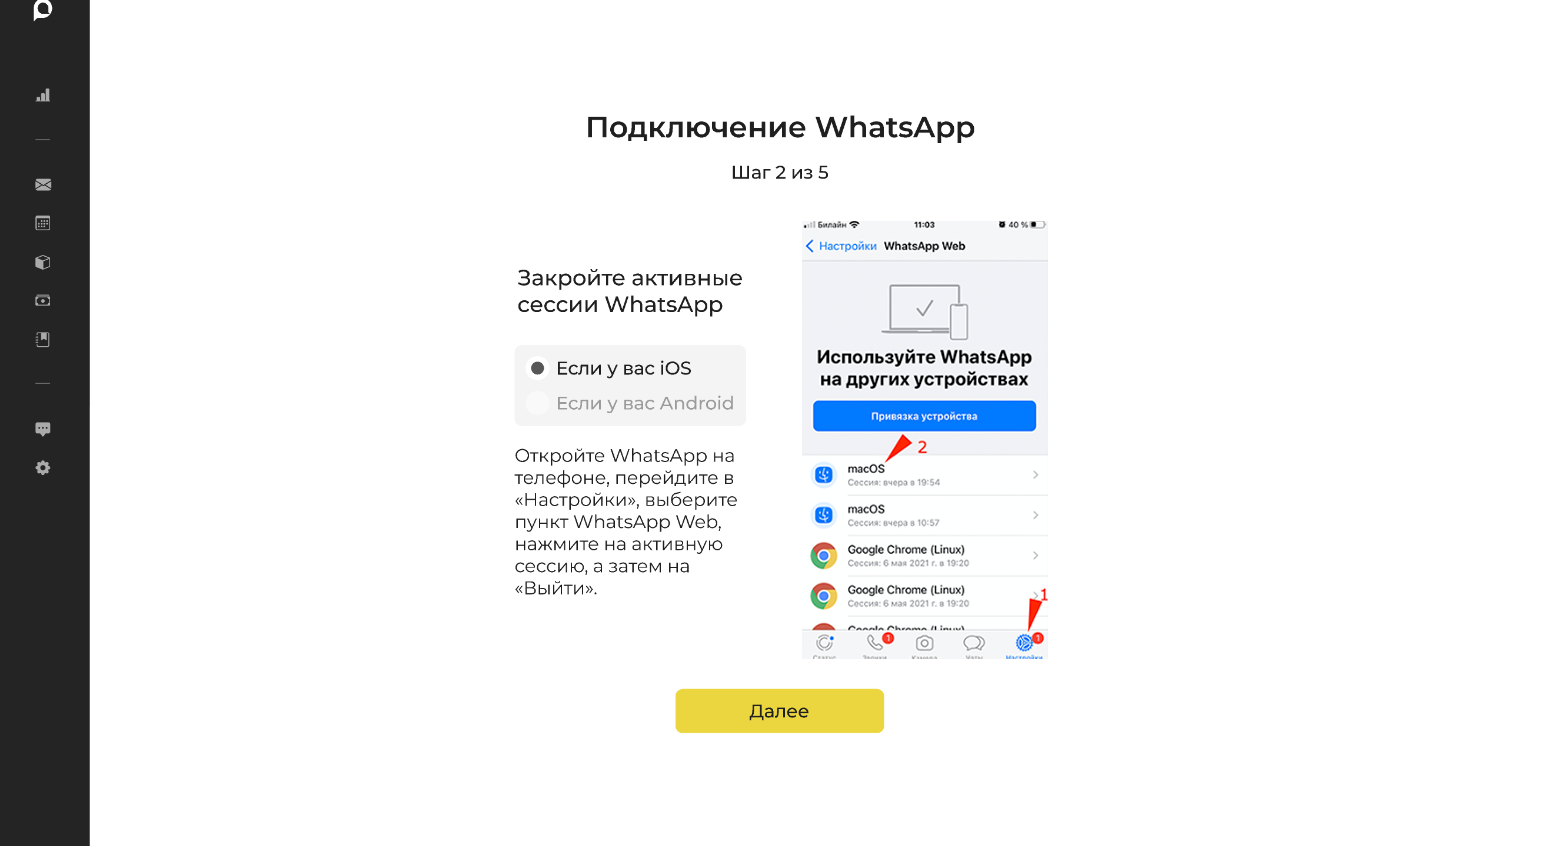 Подключение WhatsApp
Шаг 2 из 5
Закройте активные
сессии WhatsApp
Если у вас iOS
Если у вас Android
Откройте WhatsApp на
телефоне, перейдите в
«Настройки», выберите
пункт WhatsApp Web,
нажмите на активную
сессию, а затем на
«Выйти».
Билайн 11:03 40 %
Настройки WhatsApp Web
Используйте WhatsApp
на других устройствах
Привязка устройства
2
macOS
Сессия: вчера в 19:54
macOS
Сессия: вчера в 10:57
Google Chrome (Linux)
Сессия: 6 мая 2021 г. в 19:20
Google Chrome (Linux)
Сессия: 6 мая 2021 г. в 19:20
1
Google Chrome (Linux)
1 1
Статус Звонки Камера Чаты Настройки
Далее